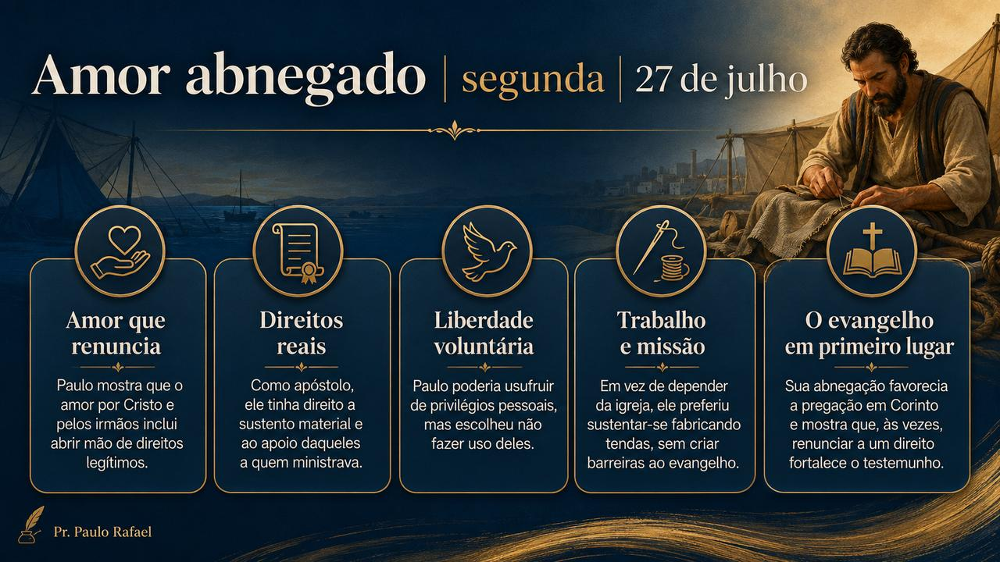 Amor abnegado | segunda | 27 de julho
Amor que
renuncia
Paulo mostra que o
amor por Cristo e
pelos irmãos inclui
abrir mão de direitos
legítimos.
Direitos
reais
Como apóstolo,
ele tinha direito a
sustento material e
ao apoio daqueles
a quem ministrava.
Liberdade
voluntária
Paulo poderia usufruir
de privilégios pessoais,
mas escolheu não
fazer uso deles.
Trabalho
e missão
Em vez de depender
da igreja, ele preferiu
sustentar-se fabricando
tendas, sem criar
barreiras ao evangelho.
O evangelho
em primeiro lugar
Sua abnegação favorecia
a pregação em Corinto
e mostra que, às vezes,
renunciar a um direito
fortalece o testemunho.
Pr. Paulo Rafael